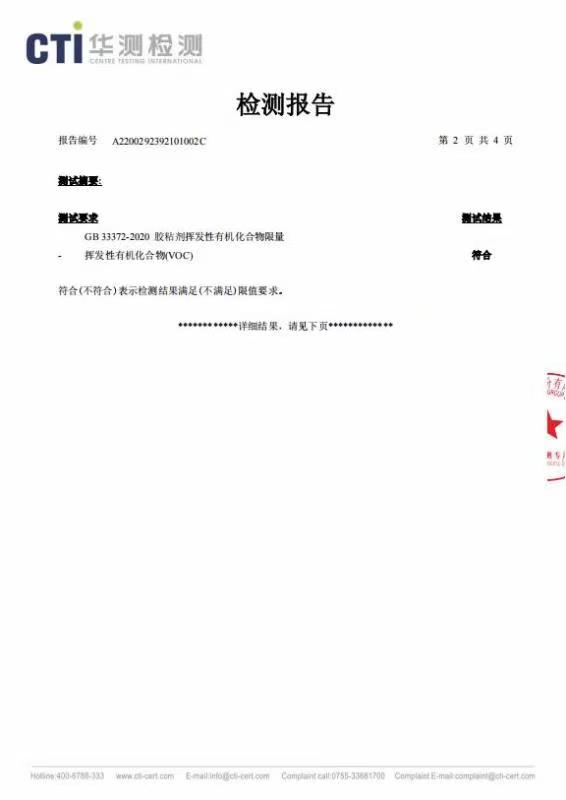 CTI 华测检测
CENTRE TESTING INTERNATIONAL
检测报告
报告编号 A2200292392101002C 第 2 页 共 4 页
测试摘要:
测试要求 测试结果
GB 33372-2020 胶粘剂挥发性有机化合物限量
- 挥发性有机化合物(VOC) 符合
符合(不符合)表示检测结果满足(不满足)限值要求。
************详细结果，请见下页*************
Hotline:400-6788-333 www.cti-cert.com E-mail:info@cti-cert.com Complaint call:0755-33681700 Complaint E-mail:complaint@cti-cert.com